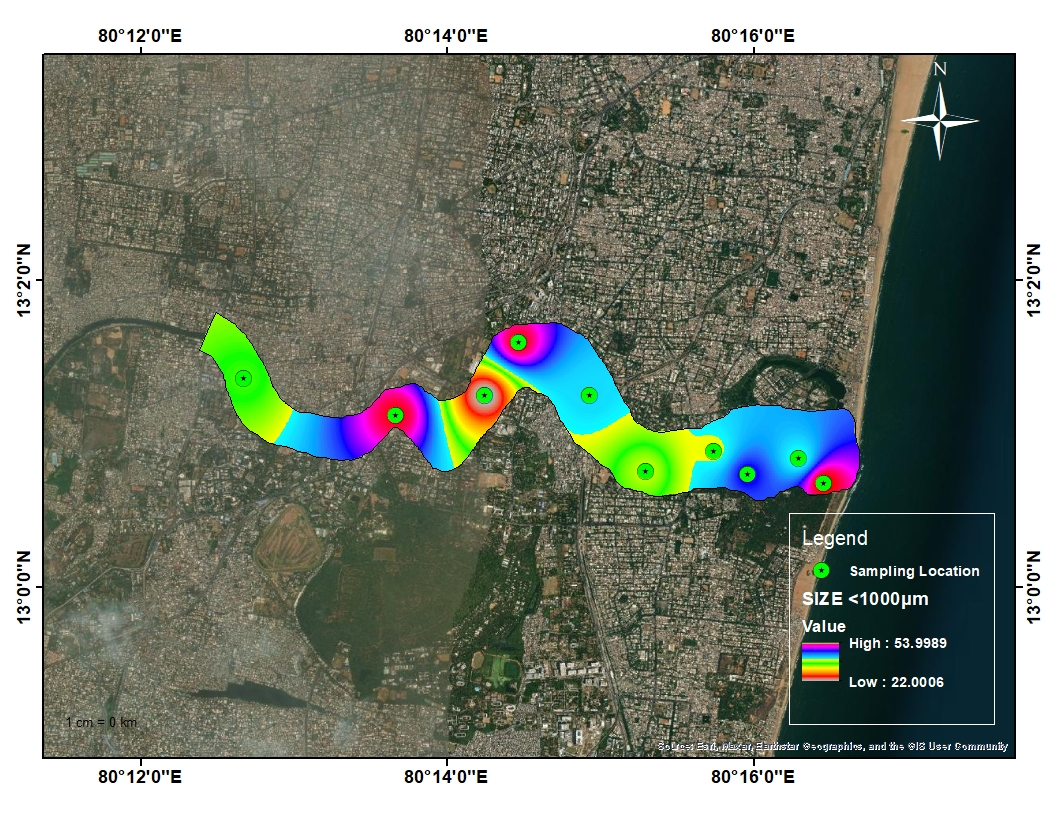 80°12'0"E 80°14'0"E 80°16'0"E
N
13°2'0"N 13°2'0"N
13°0'0"N 13°0'0"N
Legend
Sampling Location
SIZE <1000µm
Value
High : 53.9989
Low : 22.0006
1 cm = 0 km
Source: Esri, Maxar, Earthstar Geographics, and the GIS User Community
80°12'0"E 80°14'0"E 80°16'0"E